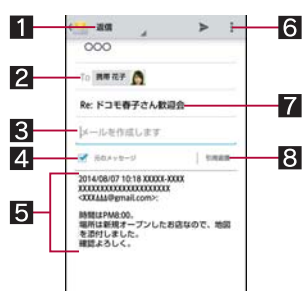 1 返信 6
○○○
2 To 携帯 花子
Re: ドコモ春子さん歓迎会 7
3 メールを作成します
4 元のメッセージ 引用返信 8
5 2014/08/07 10:18 XXXXX-XXXX
XXXXXXXXXXXXXXXXXXXXXX
<XXX△△△@gmail.com>:
時間はPM8:00。
場所は新規オープンしたお店なので、地図
を添付しました。
確認よろしく。